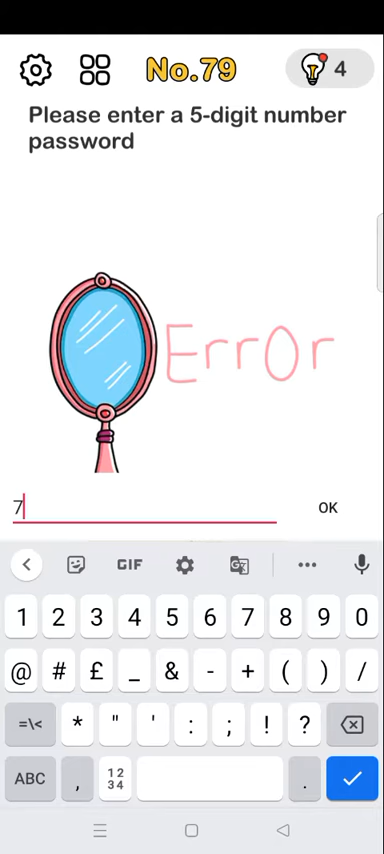 No.79
4
Please enter a 5-digit number
password
ErrOr
7
OK
GIF
1 2 3 4 5 6 7 8 9 0
@ # £ _ & - + ( ) /
=\< * " ' : ; ! ?
ABC , 12 34 .